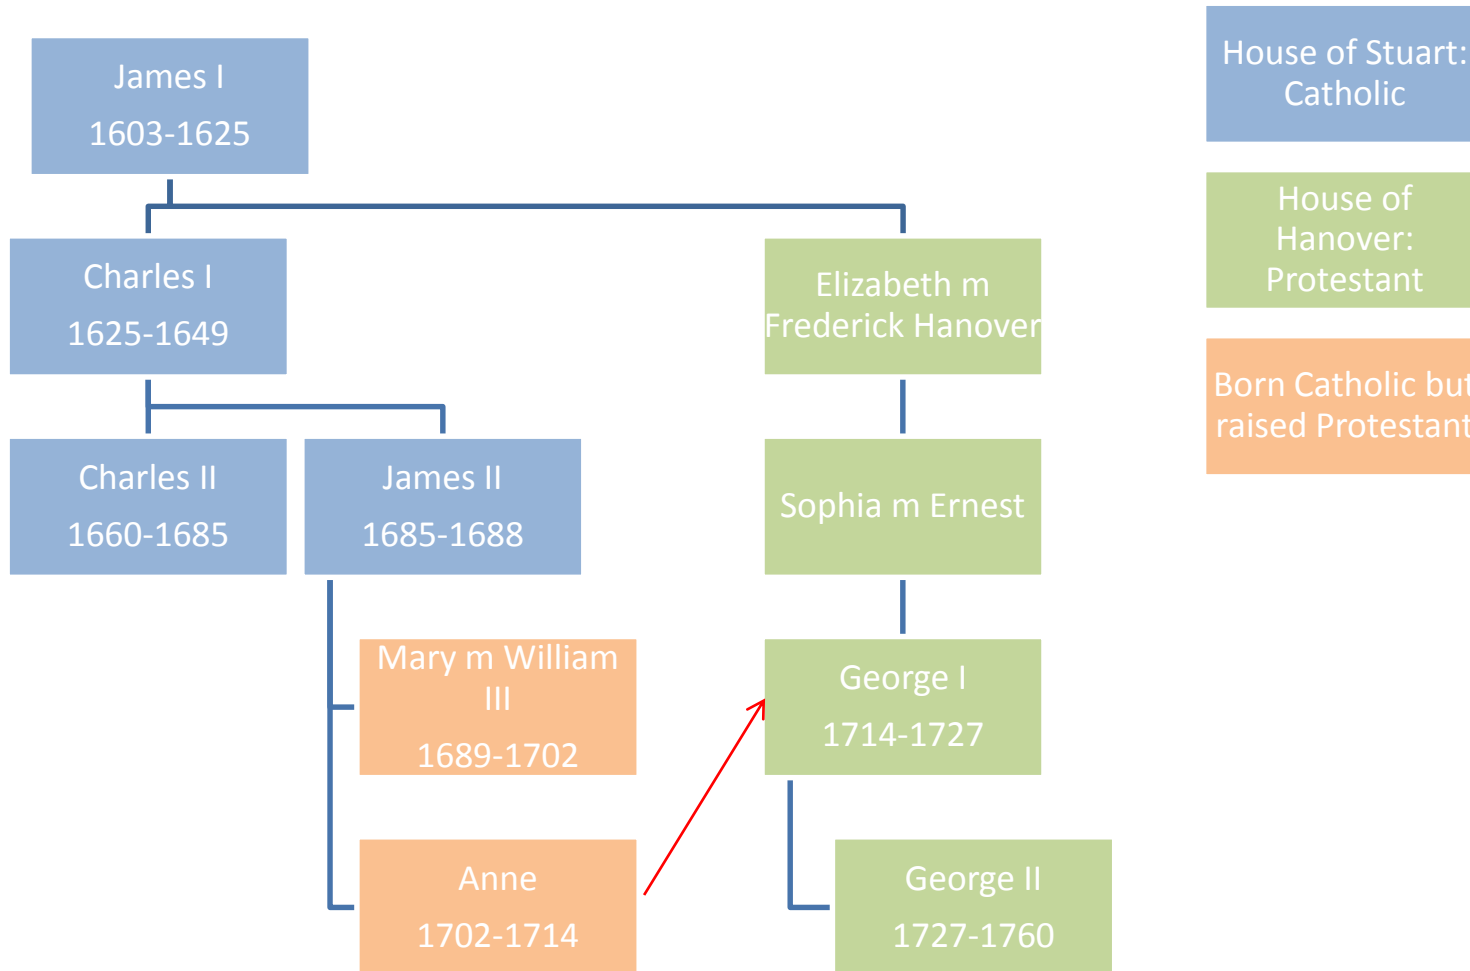 James I
1603-1625
Charles I
1625-1649
Elizabeth m
Frederick Hanover
Charles II
1660-1685
James II
1685-1688
Sophia m Ernest
Mary m William
III
1689-1702
George I
1714-1727
Anne
1702-1714
George II
1727-1760
House of Stuart:
Catholic
House of
Hanover:
Protestant
Born Catholic but
raised Protestant